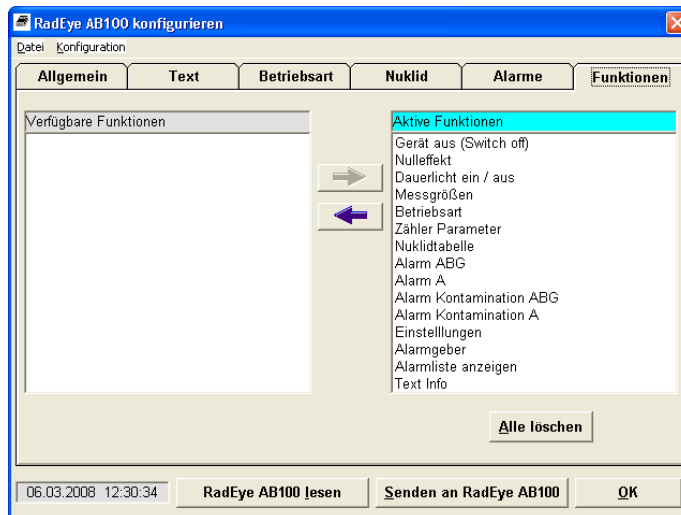 RadEye AB100 konfigurieren
Datei Konfiguration
Allgemein Text Betriebsart Nuklid Alarme Funktionen
Verfügbare Funktionen
Aktive Funktionen
Gerät aus (Switch off)
Nulleffekt
Dauerlicht ein / aus
Messgrößen
Betriebsart
Zähler Parameter
Nuklidtabelle
Alarm ABG
Alarm A
Alarm Kontamination ABG
Alarm Kontamination A
Einstelllungen
Alarmgeber
Alarmliste anzeigen
Text Info
Alle löschen
06.03.2008 12:30:34 RadEye AB100 lesen Senden an RadEye AB100 OK